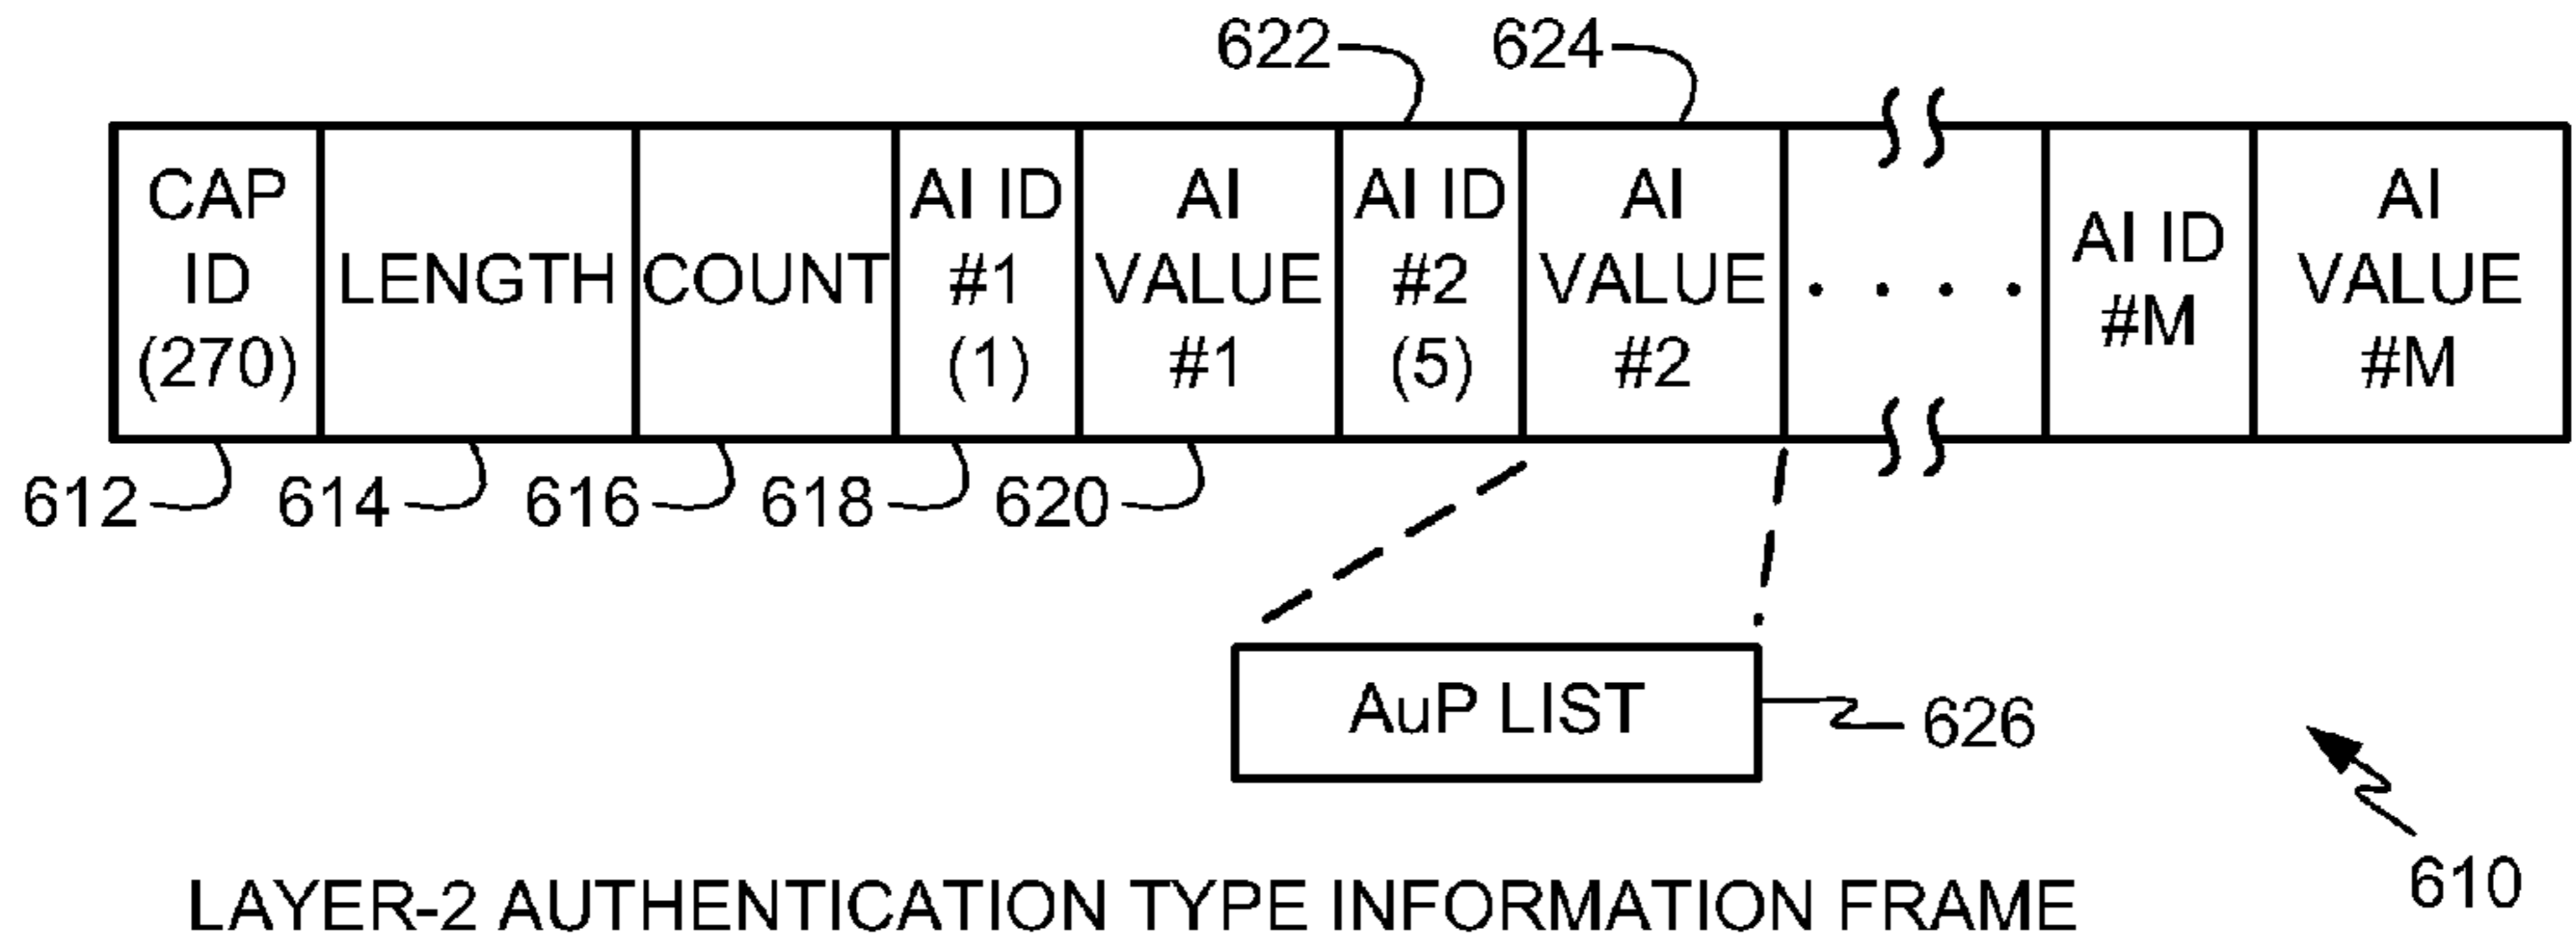 622 624
CAP
ID
(270)
LENGTH
COUNT
AI ID
#1
(1)
AI
VALUE
#1
AI ID
#2
(5)
AI
VALUE
#2
. . . .
AI ID
#M
AI
VALUE
#M
612 614 616 618 620
AuP LIST
626
610
LAYER-2 AUTHENTICATION TYPE INFORMATION FRAME